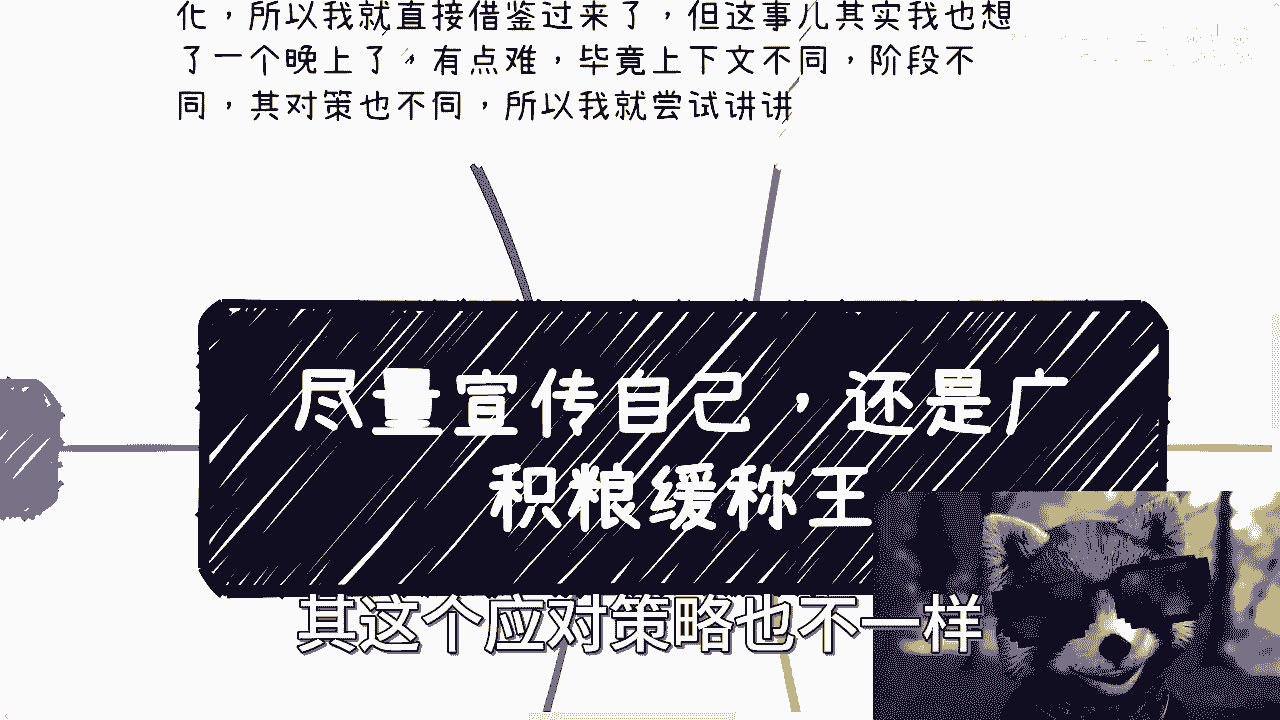 化，所以我就直接借鉴过来了，但这事儿其实我也想
了一个晚上了，有点难，毕竟上下文不同，阶段不
同，其对策也不同，所以我就尝试讲讲
尽量宣传自己，还是广
积粮缓称王
其这个应对策略也不一样